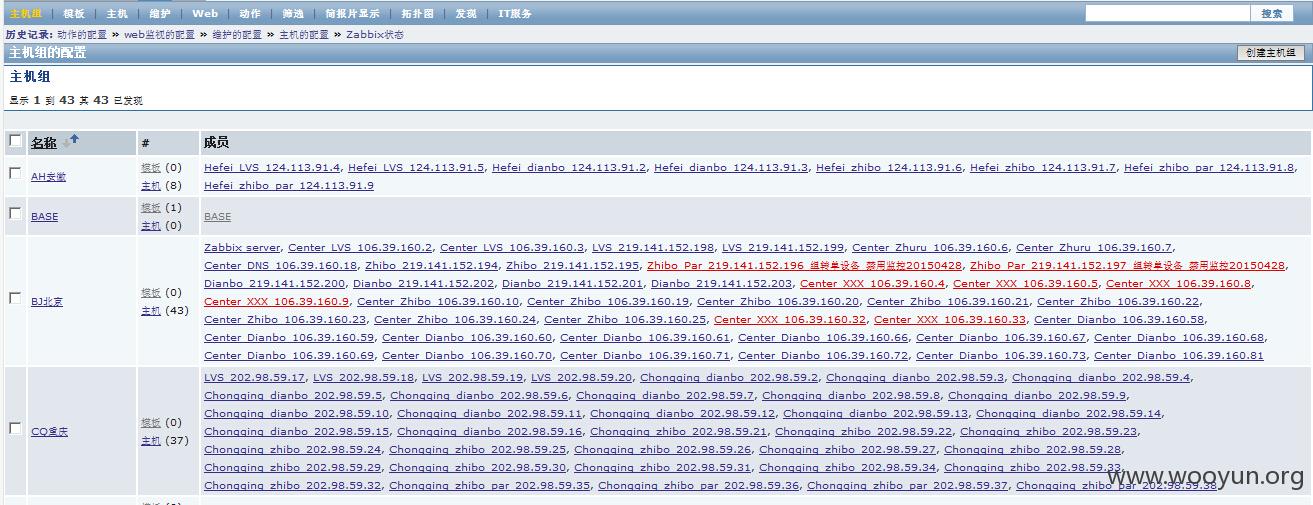 主机组 | 模板 | 主机 | 维护 | Web | 动作 | 筛选 | 简报片显示 | 拓扑图 | 发现 | IT服务 搜索
历史记录: 动作的配置 » web监视的配置 » 维护的配置 » 主机的配置 » Zabbix状态
主机组的配置 创建主机组
主机组
显示 1 到 43 其 43 已发现
名称 # 成员
AH安徽 模板 (0) 主机 (8)
Hefei_LVS_124.113.91.4, Hefei_LVS_124.113.91.5, Hefei_dianbo_124.113.91.2, Hefei_dianbo_124.113.91.3, Hefei_zhibo_124.113.91.6, Hefei_zhibo_124.113.91.7, Hefei_zhibo_par_124.113.91.8,
Hefei_zhibo_par_124.113.91.9
BASE 模板 (1) 主机 (0)
BASE
BJ北京 模板 (0) 主机 (43)
Zabbix server, Center_LVS_106.39.160.2, Center_LVS_106.39.160.3, LVS_219.141.152.198, LVS_219.141.152.199, Center_Zhuru_106.39.160.6, Center_Zhuru_106.39.160.7,
Center_DNS_106.39.160.18, Zhibo_219.141.152.194, Zhibo_219.141.152.195, Zhibo_Par_219.141.152.196_组转单设备_禁用监控20150428, Zhibo_Par_219.141.152.197_组转单设备_禁用监控20150428,
Dianbo_219.141.152.200, Dianbo_219.141.152.202, Dianbo_219.141.152.201, Dianbo_219.141.152.203, Center_XXX_106.39.160.4, Center_XXX_106.39.160.5, Center_XXX_106.39.160.8,
Center_XXX_106.39.160.9, Center_Zhibo_106.39.160.10, Center_Zhibo_106.39.160.19, Center_Zhibo_106.39.160.20, Center_Zhibo_106.39.160.21, Center_Zhibo_106.39.160.22,
Center_Zhibo_106.39.160.23, Center_Zhibo_106.39.160.24, Center_Zhibo_106.39.160.25, Center_XXX_106.39.160.32, Center_XXX_106.39.160.33, Center_Dianbo_106.39.160.58,
Center_Dianbo_106.39.160.59, Center_Dianbo_106.39.160.60, Center_Dianbo_106.39.160.61, Center_Dianbo_106.39.160.66, Center_Dianbo_106.39.160.67, Center_Dianbo_106.39.160.68,
Center_Dianbo_106.39.160.69, Center_Dianbo_106.39.160.70, Center_Dianbo_106.39.160.71, Center_Dianbo_106.39.160.72, Center_Dianbo_106.39.160.73, Center_Dianbo_106.39.160.81
CQ重庆 模板 (0) 主机 (37)
LVS_202.98.59.17, LVS_202.98.59.18, LVS_202.98.59.19, LVS_202.98.59.20, Chongqing_dianbo_202.98.59.2, Chongqing_dianbo_202.98.59.3, Chongqing_dianbo_202.98.59.4,
Chongqing_dianbo_202.98.59.5, Chongqing_dianbo_202.98.59.6, Chongqing_dianbo_202.98.59.7, Chongqing_dianbo_202.98.59.8, Chongqing_dianbo_202.98.59.9,
Chongqing_dianbo_202.98.59.10, Chongqing_dianbo_202.98.59.11, Chongqing_dianbo_202.98.59.12, Chongqing_dianbo_202.98.59.13, Chongqing_dianbo_202.98.59.14,
Chongqing_dianbo_202.98.59.15, Chongqing_dianbo_202.98.59.16, Chongqing_zhibo_202.98.59.21, Chongqing_zhibo_202.98.59.22, Chongqing_zhibo_202.98.59.23,
Chongqing_zhibo_202.98.59.24, Chongqing_zhibo_202.98.59.25, Chongqing_zhibo_202.98.59.26, Chongqing_zhibo_202.98.59.27, Chongqing_zhibo_202.98.59.28,
Chongqing_zhibo_202.98.59.29, Chongqing_zhibo_202.98.59.30, Chongqing_zhibo_202.98.59.31, Chongqing_zhibo_202.98.59.34, Chongqing_zhibo_202.98.59.33,
Chongqing_zhibo_202.98.59.32, Chongqing_zhibo_par_202.98.59.35, Chongqing_zhibo_par_202.98.59.36, Chongqing_zhibo_par_202.98.59.37, Chongqing_zhibo_par_202.98.59.38
www.wooyun.org